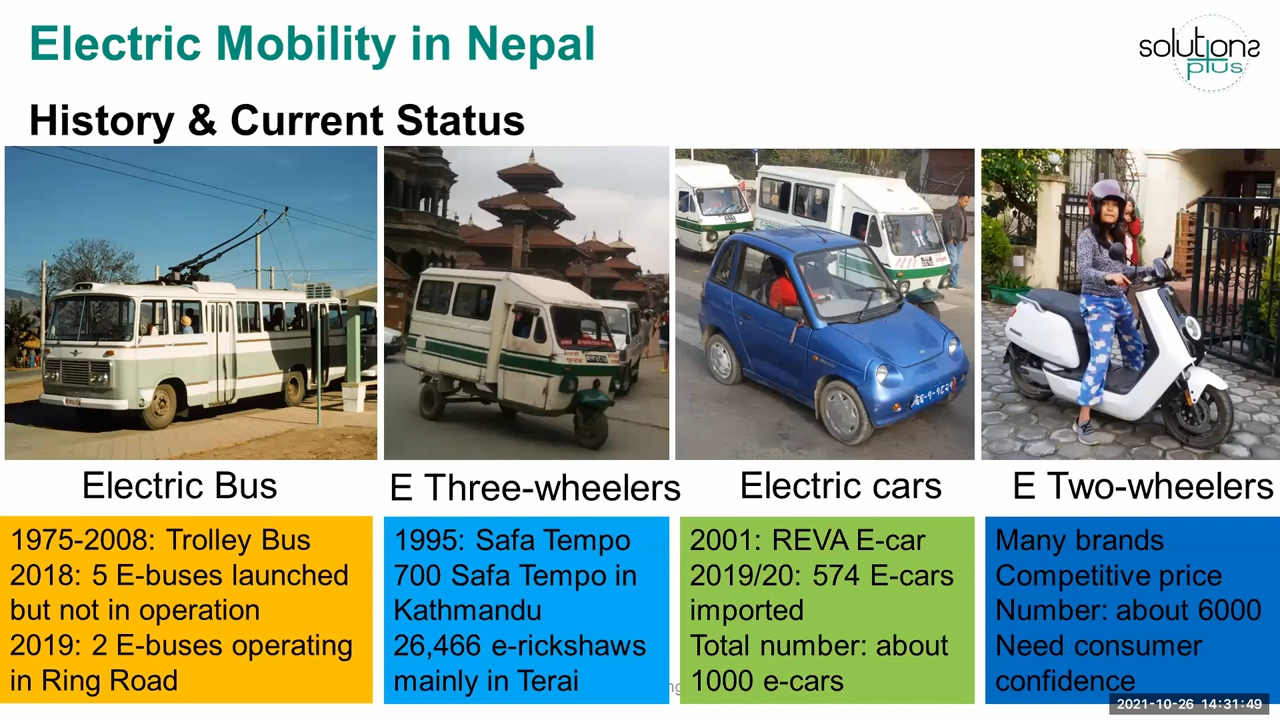 Electric Mobility in Nepal
solutions
plus
History & Current Status
Electric Bus
E Three-wheelers
Electric cars
E Two-wheelers
1975-2008: Trolley Bus
2018: 5 E-buses launched
but not in operation
2019: 2 E-buses operating
in Ring Road
1995: Safa Tempo
700 Safa Tempo in
Kathmandu
26,466 e-rickshaws
mainly in Terai
2001: REVA E-car
2019/20: 574 E-cars
imported
Total number: about
1000 e-cars
Many brands
Competitive price
Number: about 6000
Need consumer
confidence
2021-10-26 14:31:49